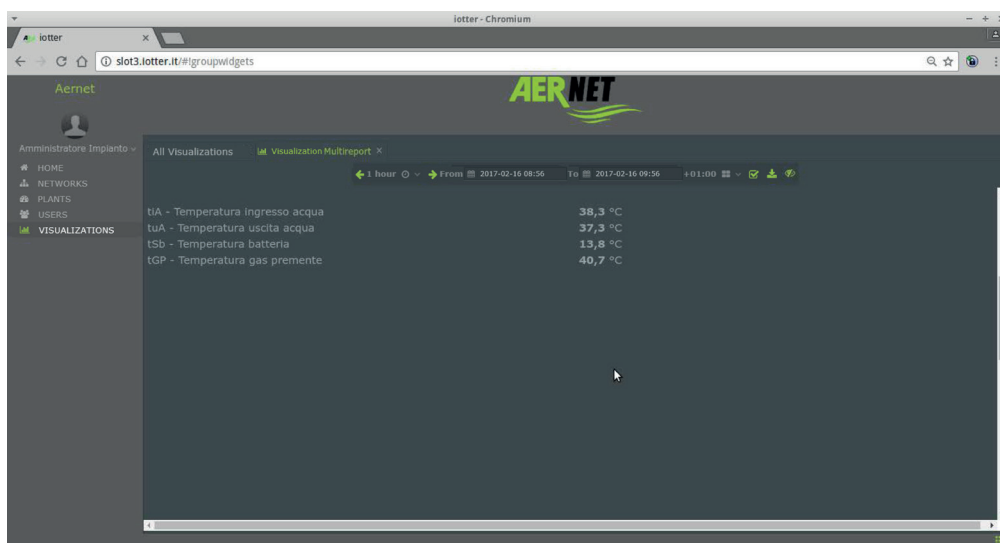 iotter - Chromium
iotter
slot3.iotter.it/#!groupwidgets
Aernet
AERNET
Amministratore Impianto
All Visualizations
Visualization Multireport
HOME
NETWORKS
PLANTS
USERS
VISUALIZATIONS
1 hour From 2017-02-16 08:56 To 2017-02-16 09:56 +01:00
tIA - Temperatura ingresso acqua 38,3 °C
tuA - Temperatura uscita acqua 37,3 °C
tSb - Temperatura batteria 13,8 °C
tGP - Temperatura gas premente 40,7 °C